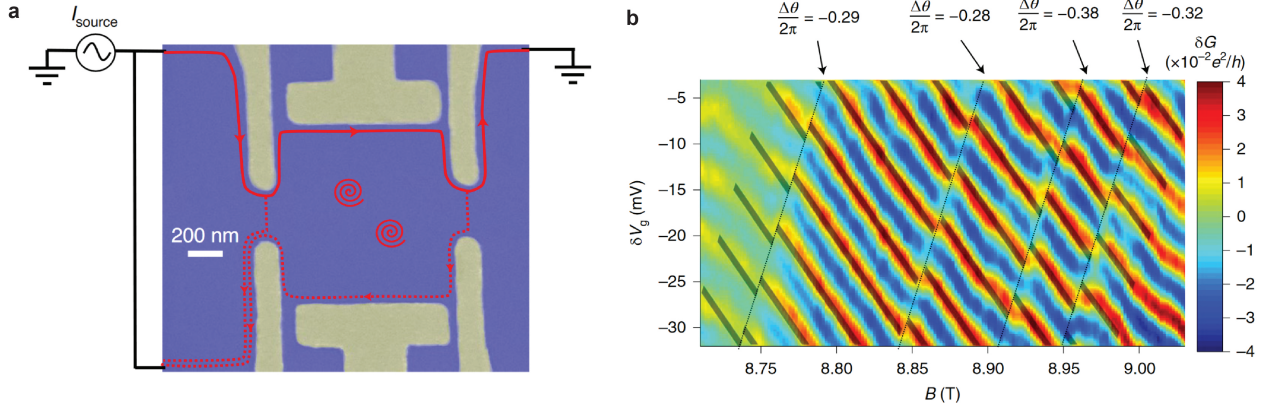 a
I source
200 nm
b
Δθ/2π = −0.29
Δθ/2π = −0.28
Δθ/2π = −0.38
Δθ/2π = −0.32
δG
(×10⁻²e²/h)
4
3
2
1
0
−1
−2
−3
−4
−5
−10
−15
−20
−25
−30
δVg (mV)
8.75
8.80
8.85
8.90
8.95
9.00
B (T)